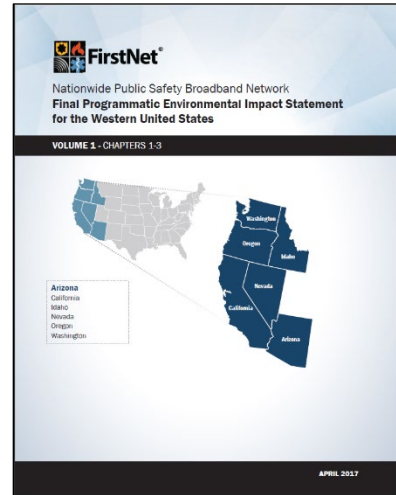 FirstNet®
Nationwide Public Safety Broadband Network
Final Programmatic Environmental Impact Statement
for the Western United States
VOLUME 1 - CHAPTERS 1-3
Washington
Oregon
Idaho
Nevada
California
Arizona
Arizona
California
Idaho
Nevada
Oregon
Washington
APRIL 2017